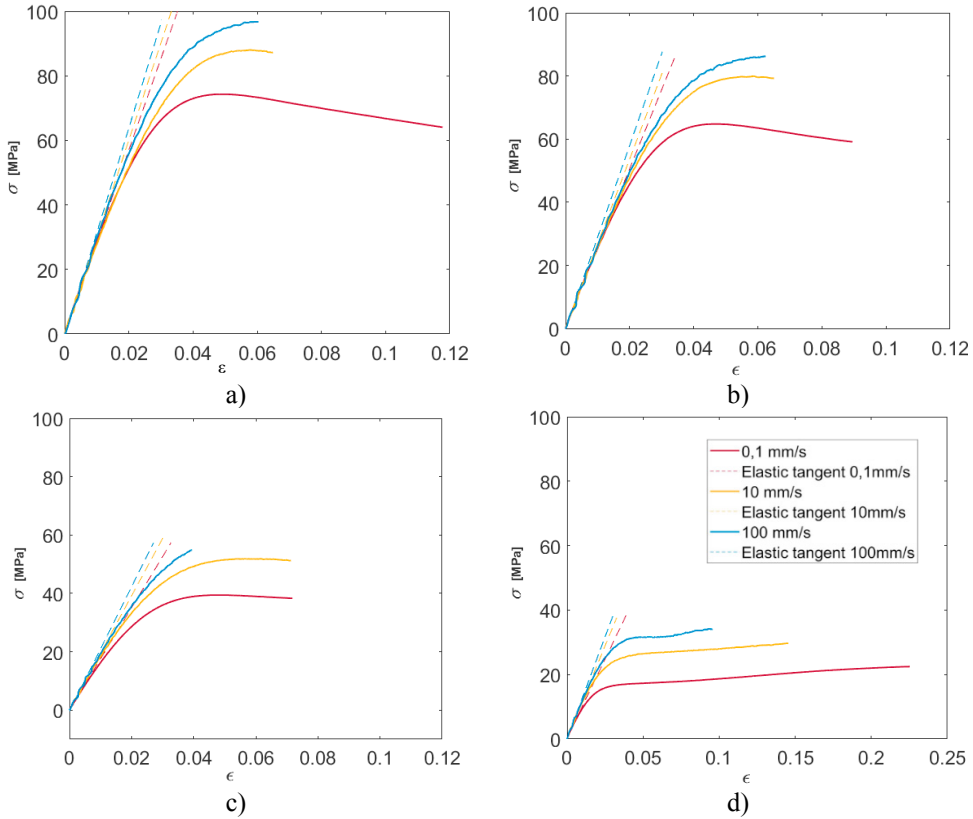 100
80
60
40
20
0
σ [MPa]
0 0.02 0.04 0.06 0.08 0.1 0.12
ε
a)
100
80
60
40
20
0
σ [MPa]
0 0.02 0.04 0.06 0.08 0.1 0.12
ϵ
b)
100
80
60
40
20
0
σ [MPa]
0 0.02 0.04 0.06 0.08 0.1 0.12
ϵ
c)
100
80
60
40
20
0
σ [MPa]
0,1 mm/s
Elastic tangent 0,1mm/s
10 mm/s
Elastic tangent 10mm/s
100 mm/s
Elastic tangent 100mm/s
0 0.05 0.1 0.15 0.2 0.25
ϵ
d)